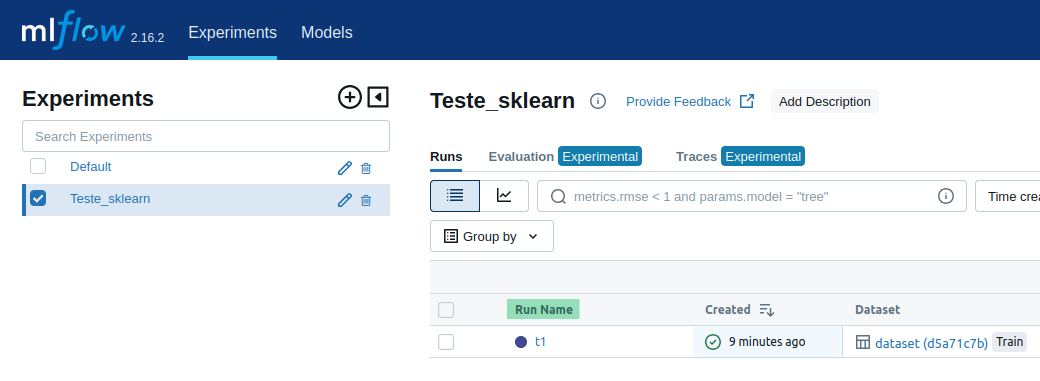 mlflow 2.16.2 Experiments Models
Experiments
Search Experiments
Default
Teste_sklearn
Teste_sklearn Provide Feedback Add Description
Runs Evaluation Experimental Traces Experimental
metrics.rmse < 1 and params.model = "tree" Time crea
Group by
Run Name Created Dataset
t1 9 minutes ago dataset (d5a71c7b) Train